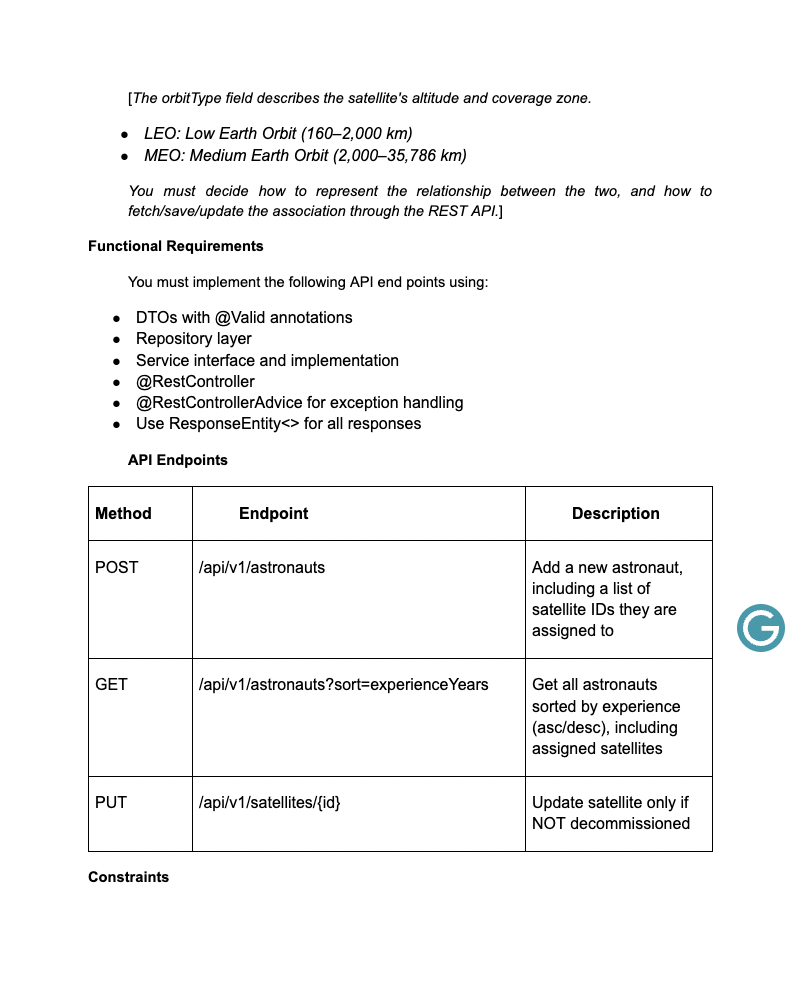 [The orbitType field describes the satellite's altitude and coverage zone.
● LEO: Low Earth Orbit (160–2,000 km)
● MEO: Medium Earth Orbit (2,000–35,786 km)
You must decide how to represent the relationship between the two, and how to
fetch/save/update the association through the REST API.]
Functional Requirements
You must implement the following API end points using:
● DTOs with @Valid annotations
● Repository layer
● Service interface and implementation
● @RestController
● @RestControllerAdvice for exception handling
● Use ResponseEntity<> for all responses
API Endpoints
Method Endpoint Description
POST /api/v1/astronauts Add a new astronaut,
including a list of
satellite IDs they are
assigned to
GET /api/v1/astronauts?sort=experienceYears Get all astronauts
sorted by experience
(asc/desc), including
assigned satellites
PUT /api/v1/satellites/{id} Update satellite only if
NOT decommissioned
Constraints
G